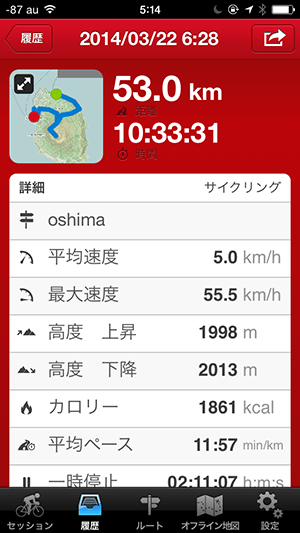 -87 au 5:14
履歴 2014/03/22 6:28
53.0 km
距離
10:33:31
時間
詳細 サイクリング
oshima
平均速度 5.0 km/h
最大速度 55.5 km/h
高度 上昇 1998 m
高度 下降 2013 m
カロリー 1861 kcal
平均ペース 11:57 min/km
一時停止 02:11:07 h:m:s
セッション 履歴 ルート オフライン地図 設定